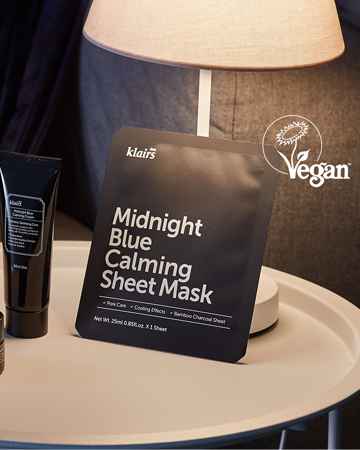 klairs
Midnight
Blue
Calming
Sheet Mask
✓ Pore Care ✓ Cooling Effects ✓ Bamboo Charcoal Sheet
Net Wt. 25ml (0.85fl.oz. X 1 Sheet
Vegan
klairs
Midnight Blue
Calming Cream